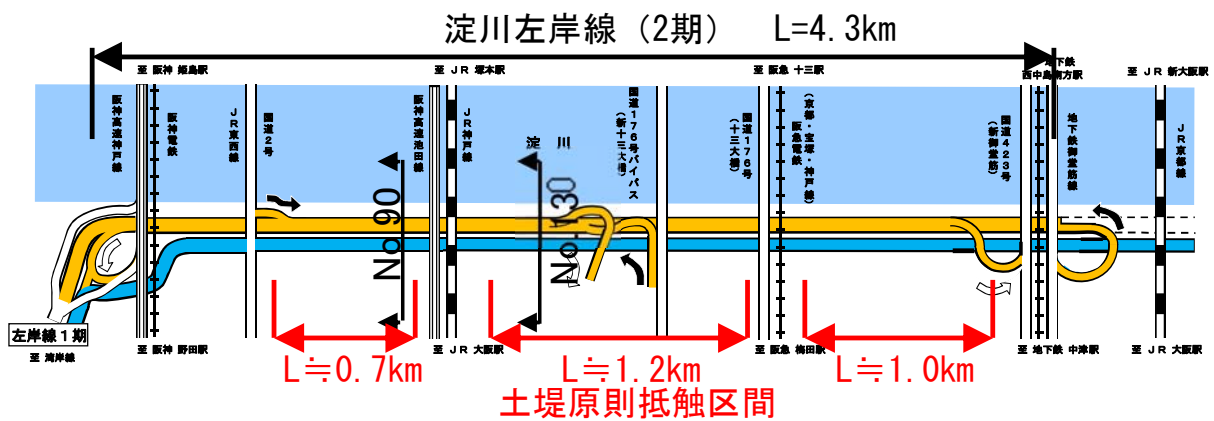 淀川左岸線（2期） L=4.3km
至 阪神 姫島駅
至 JR 塚本駅
至 阪急 十三駅
地下鉄
西中島南方駅
至 JR 新大阪駅
阪神高速神戸線
阪神電鉄
JR東西線
国道2号
阪神高速池田線
JR神戸線
淀川
国道176号バイパス
（新十三大橋）
国道176号
（十三大橋）
阪急電鉄
（京都・宝塚・神戸線）
国道423号
（新御堂筋）
地下鉄御堂筋線
JR京都線
No.90
No.130
左岸線1期
至 湾岸線
至 阪神 野田駅
至 JR 大阪駅
至 阪急 梅田駅
至 地下鉄 中津駅
至 JR 大阪駅
L≒0.7km
L≒1.2km
L≒1.0km
土堤原則抵触区間